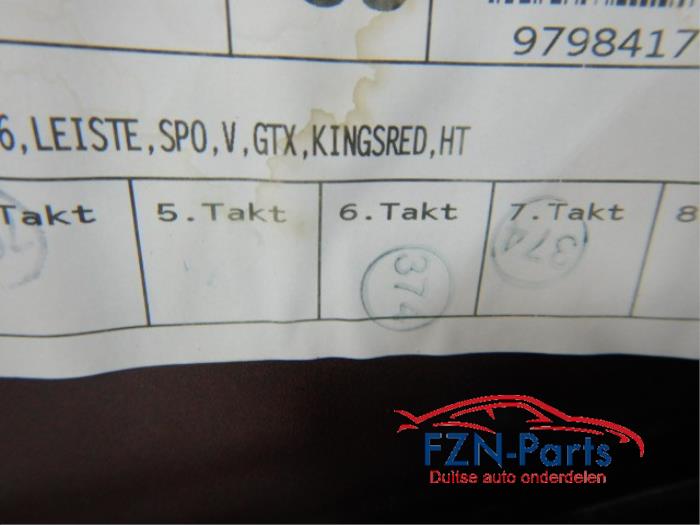 9798417
6,LEISTE,SPO,V,GTX,KINGSRED,HT
Takt 5.Takt 6.Takt 7.Takt 8
374 374
FZN-Parts
Duitse auto onderdelen